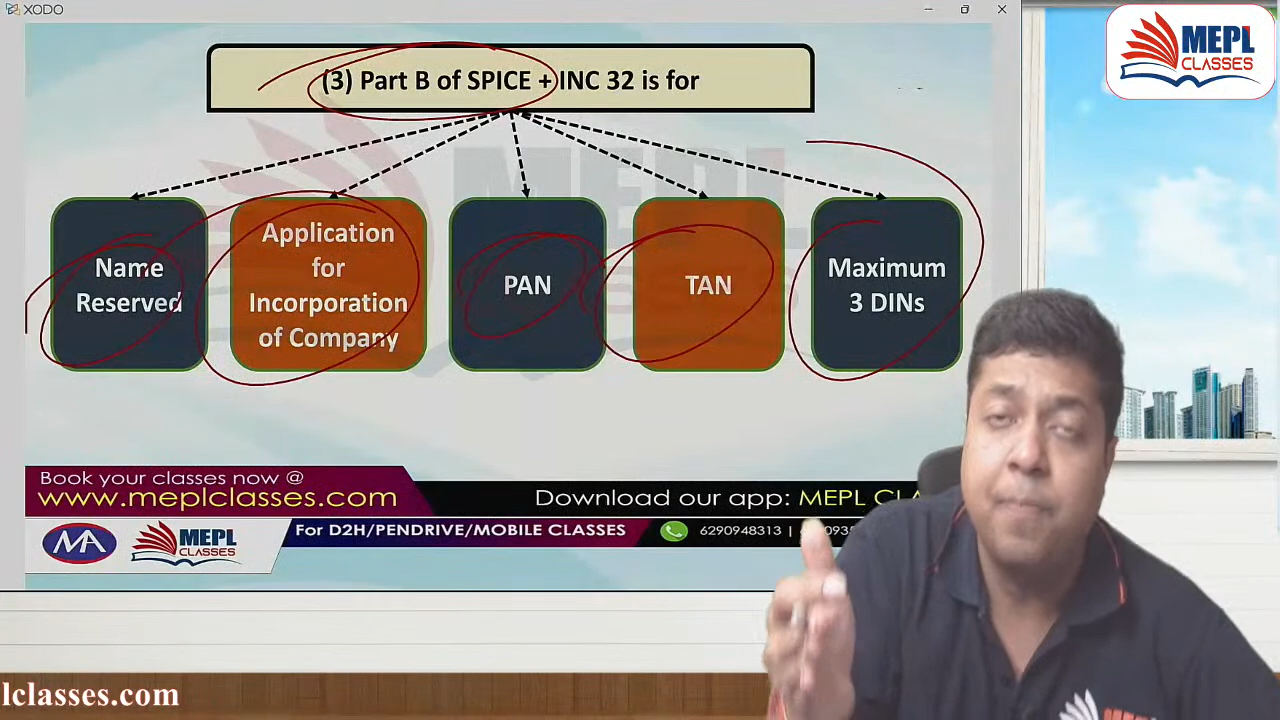 XODO
MEPL
CLASSES
(3) Part B of SPICE + INC 32 is for
Name
Reserved
Application
for
Incorporation
of Company
PAN
TAN
Maximum
3 DINs
Book your classes now @
www.meplclasses.com
Download our app: MEPL
MA
MEPL
CLASSES
For D2H/PENDRIVE/MOBILE CLASSES
6290948313 |
lclasses.com